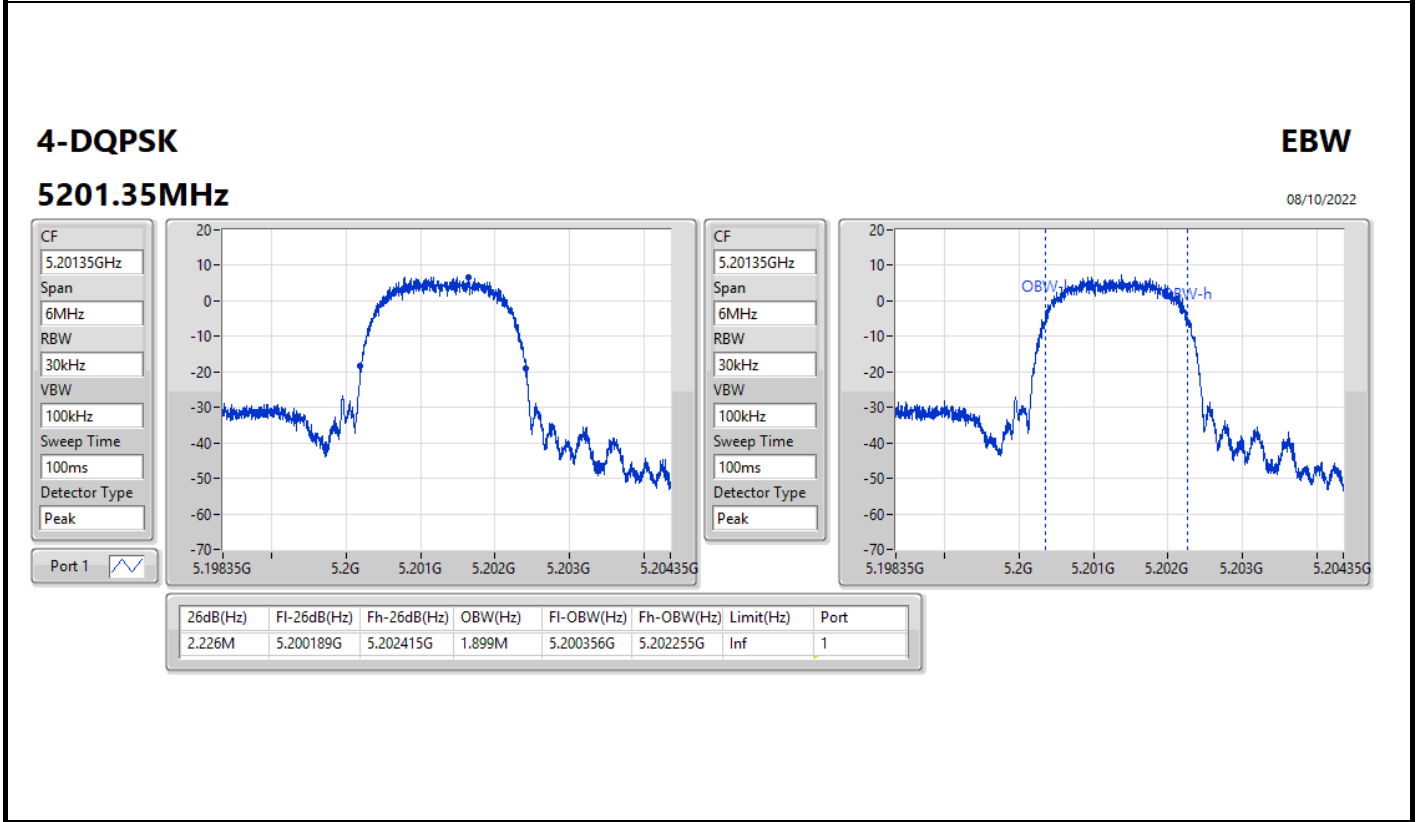 4-DQPSK
EBW
5201.35MHz
08/10/2022
CF
5.20135GHz
Span
6MHz
RBW
30kHz
VBW
100kHz
Sweep Time
100ms
Detector Type
Peak
Port 1
20
10
0
-10
-20
-30
-40
-50
-60
-70
5.19835G 5.2G 5.201G 5.202G 5.203G 5.20435G
CF
5.20135GHz
Span
6MHz
RBW
30kHz
VBW
100kHz
Sweep Time
100ms
Detector Type
Peak
20
10
0
-10
-20
-30
-40
-50
-60
-70
OBW-
OBW-h
5.19835G 5.2G 5.201G 5.202G 5.203G 5.20435G
26dB(Hz) Fl-26dB(Hz) Fh-26dB(Hz) OBW(Hz) Fl-OBW(Hz) Fh-OBW(Hz) Limit(Hz) Port
2.226M 5.200189G 5.202415G 1.899M 5.200356G 5.202255G Inf 1